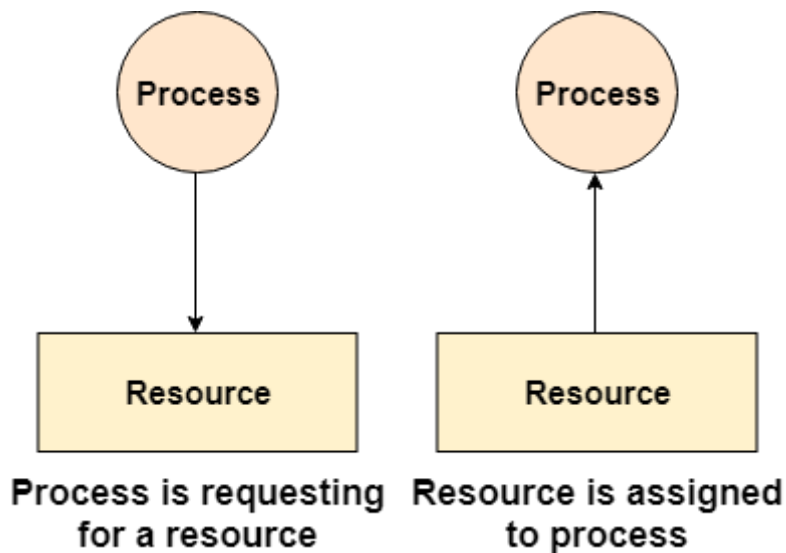 Process
Process
Resource
Resource
Process is requesting
for a resource
Resource is assigned
to process